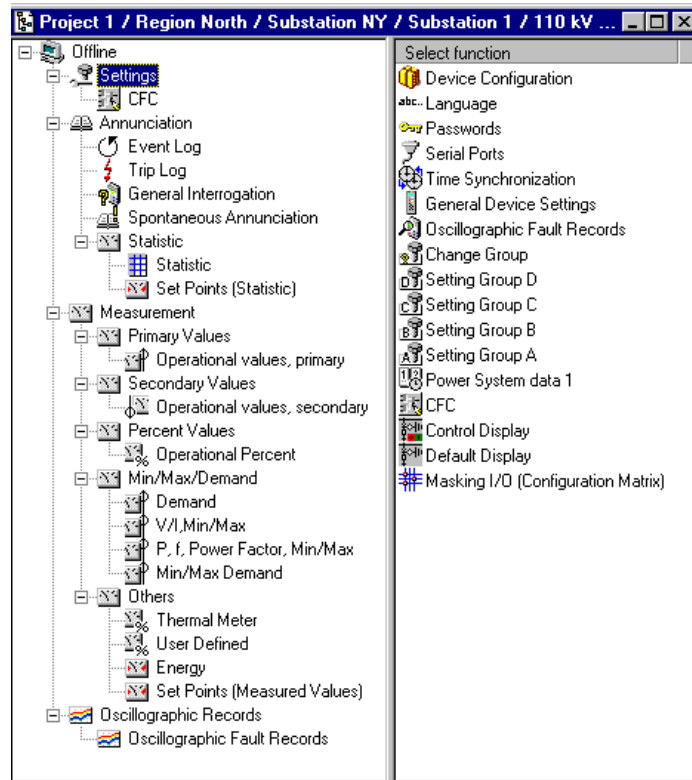 Project 1 / Region North / Substation NY / Substation 1 / 110 kV ...
Offline
Settings
CFC
Annunciation
Event Log
Trip Log
General Interrogation
Spontaneous Annunciation
Statistic
Statistic
Set Points (Statistic)
Measurement
Primary Values
Operational values, primary
Secondary Values
Operational values, secondary
Percent Values
Operational Percent
Min/Max/Demand
Demand
V/I,Min/Max
P, f, Power Factor, Min/Max
Min/Max Demand
Others
Thermal Meter
User Defined
Energy
Set Points (Measured Values)
Oscillographic Records
Oscillographic Fault Records
Select function
Device Configuration
abc.. Language
Passwords
Serial Ports
Time Synchronization
General Device Settings
Oscillographic Fault Records
Change Group
D Setting Group D
C Setting Group C
B Setting Group B
A Setting Group A
Power System data 1
CFC
Control Display
Default Display
Masking I/O (Configuration Matrix)